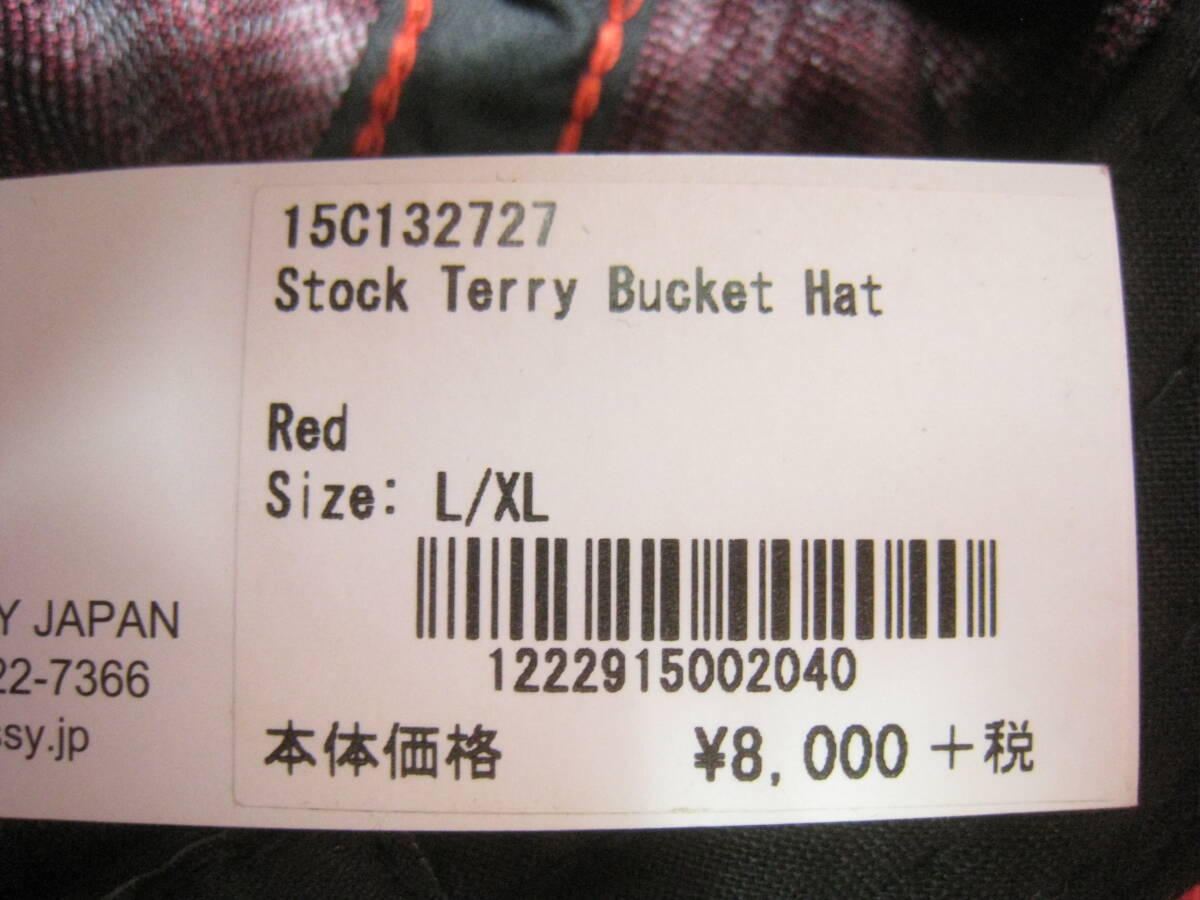 15C132727
Stock Terry Bucket Hat
Red
Size: L/XL
1222915002040
本体価格 ¥8,000+税
Y JAPAN
22-7366
ssy.jp